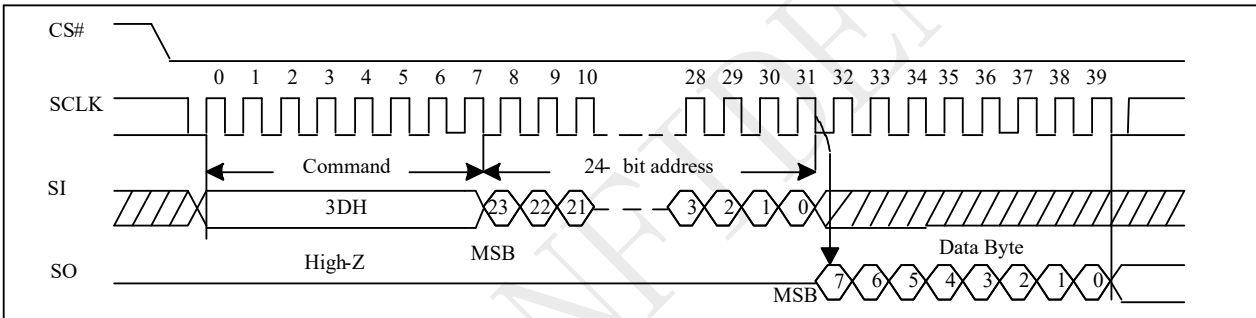 CS#
0 1 2 3 4 5 6 7 8 9 10 28 29 30 31 32 33 34 35 36 37 38 39
SCLK
Command 24- bit address
SI
3DH 23 22 21 3 2 1 0
High-Z MSB Data Byte
SO
MSB 7 6 5 4 3 2 1 0